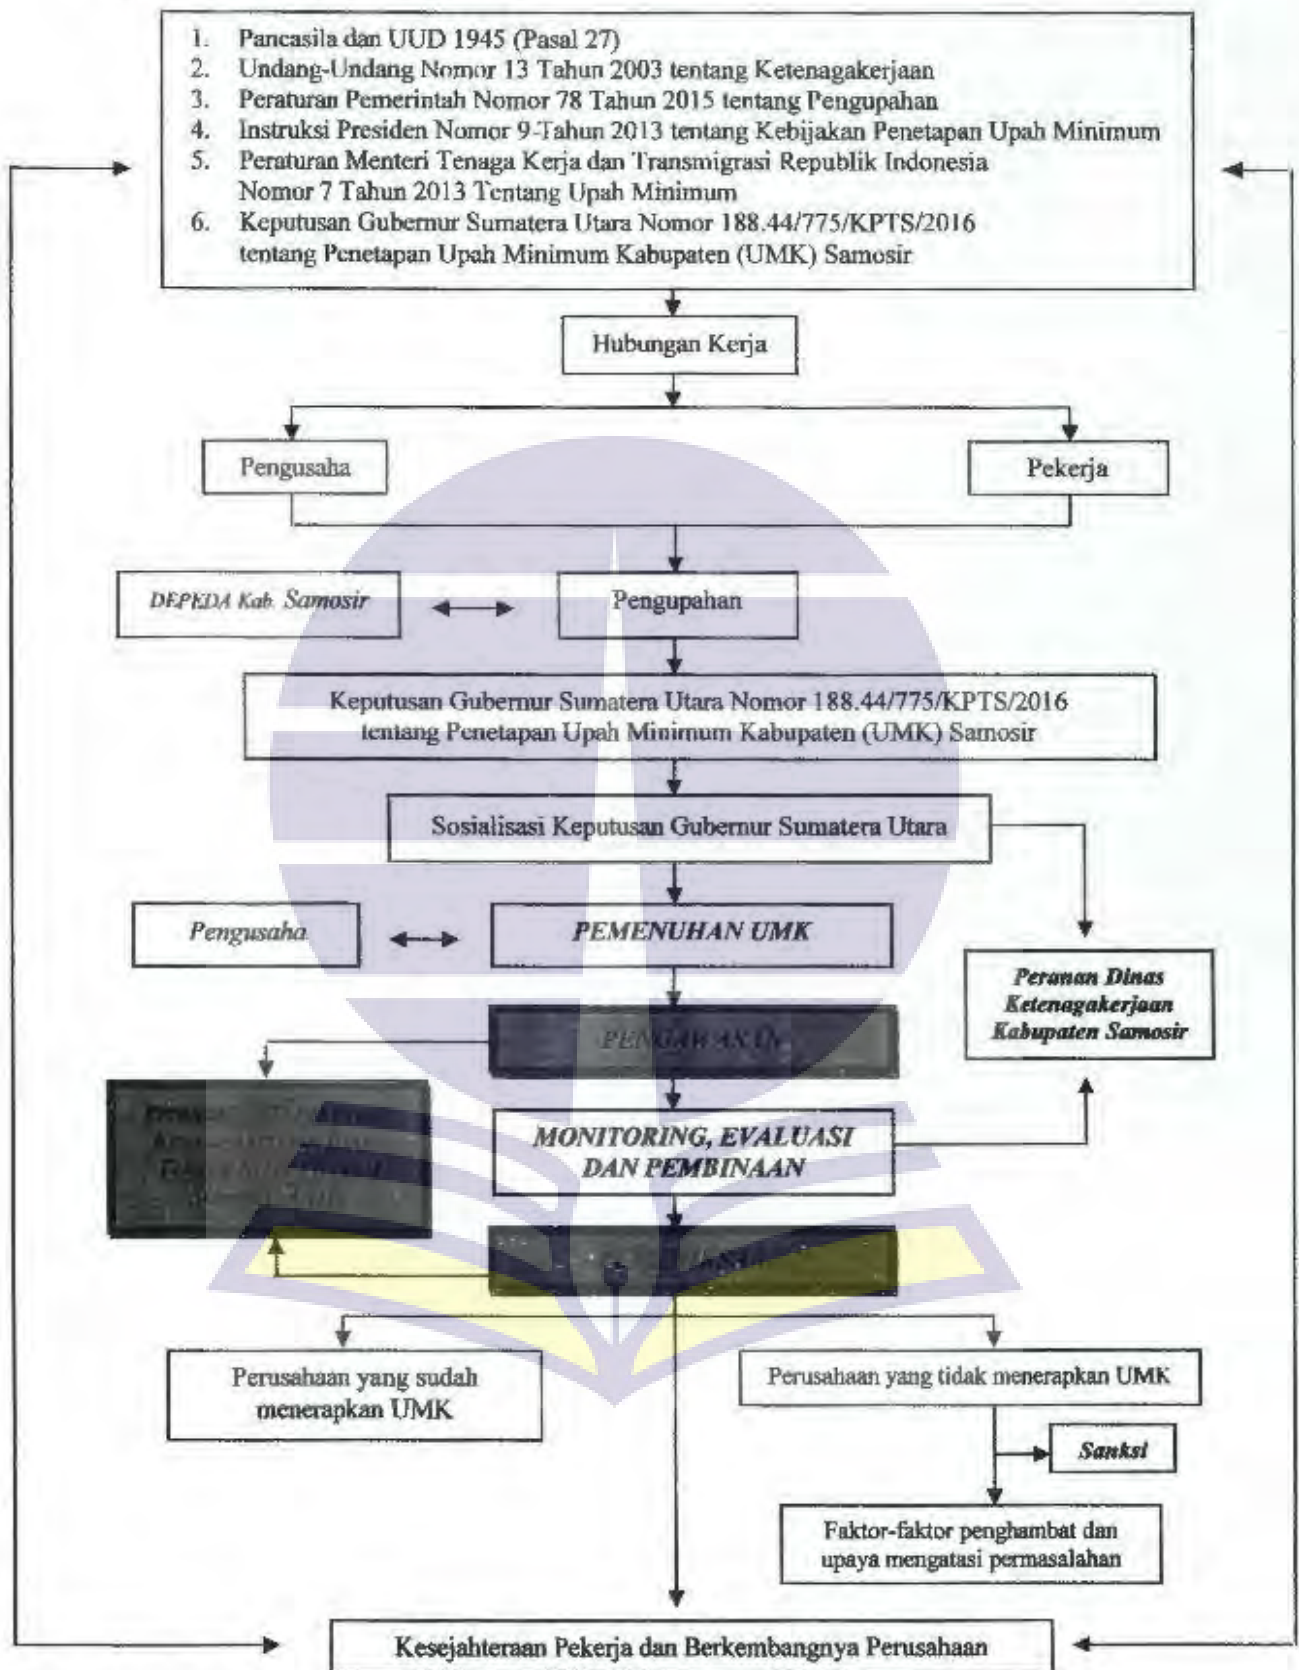 1. Pancasila dan UUD 1945 (Pasal 27)
2. Undang-Undang Nomor 13 Tahun 2003 tentang Ketenagakerjaan
3. Peraturan Pemerintah Nomor 78 Tahun 2015 tentang Pengupahan
4. Instruksi Presiden Nomor 9 Tahun 2013 tentang Kebijakan Penetapan Upah Minimum
5. Peraturan Menteri Tenaga Kerja dan Transmigrasi Republik Indonesia
Nomor 7 Tahun 2013 Tentang Upah Minimum
6. Keputusan Gubernur Sumatera Utara Nomor 188.44/775/KPTS/2016
tentang Penetapan Upah Minimum Kabupaten (UMK) Samosir
Hubungan Kerja
Pengusaha
Pekerja
DEPEDA Kab. Samosir
Pengupahan
Keputusan Gubernur Sumatera Utara Nomor 188.44/775/KPTS/2016
tentang Penetapan Upah Minimum Kabupaten (UMK) Samosir
Sosialisasi Keputusan Gubernur Sumatera Utara
Pengusaha
PEMENUHAN UMK
Peranan Dinas
Ketenagakerjaan
Kabupaten Samosir
MONITORING, EVALUASI
DAN PEMBINAAN
Perusahaan yang sudah
menerapkan UMK
Perusahaan yang tidak menerapkan UMK
Sanksi
Faktor-faktor penghambat dan
upaya mengatasi permasalahan
Kesejahteraan Pekerja dan Berkembangnya Perusahaan